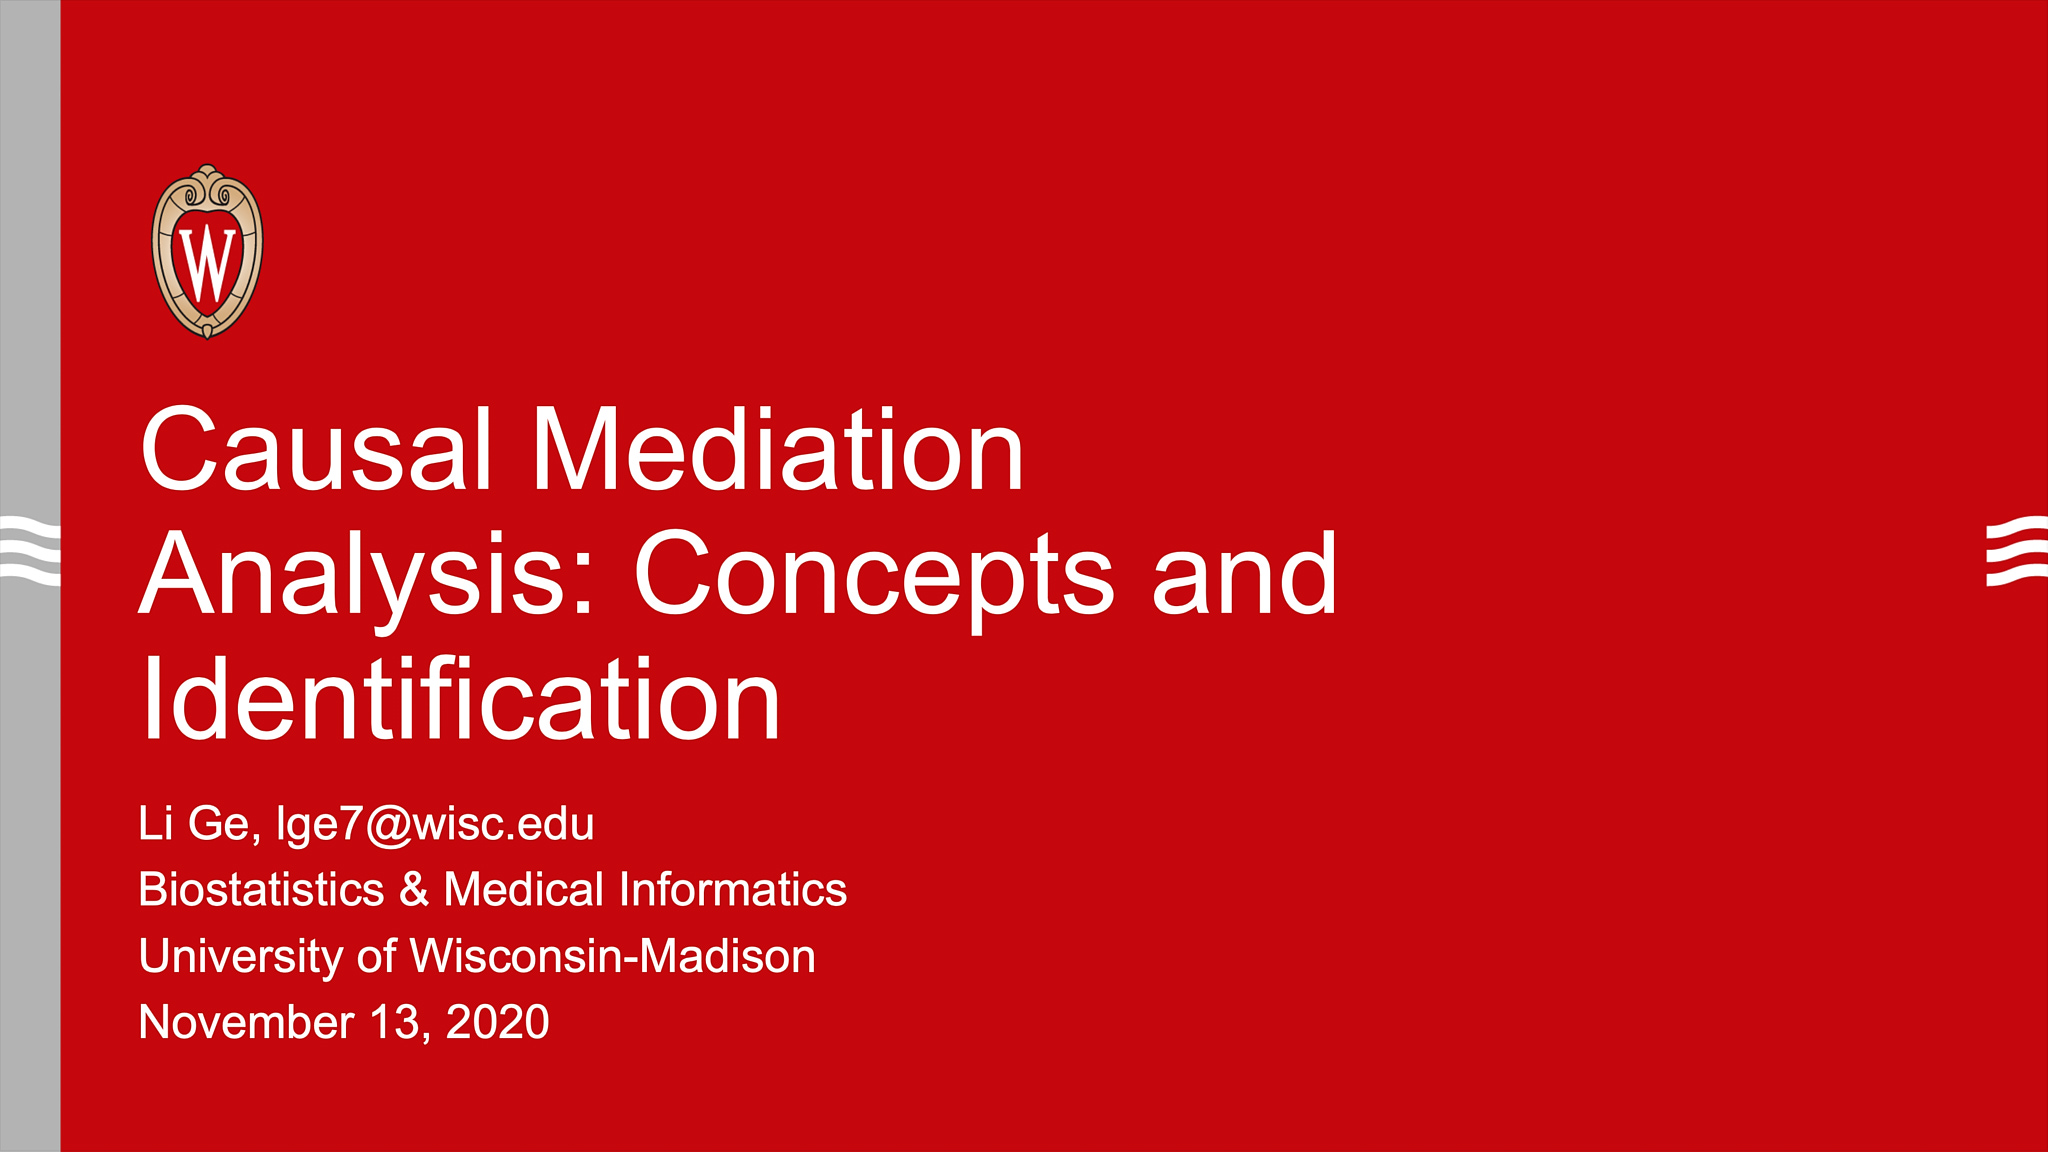 W
Causal Mediation
Analysis: Concepts and
Identification
Li Ge, lge7@wisc.edu
Biostatistics & Medical Informatics
University of Wisconsin-Madison
November 13, 2020